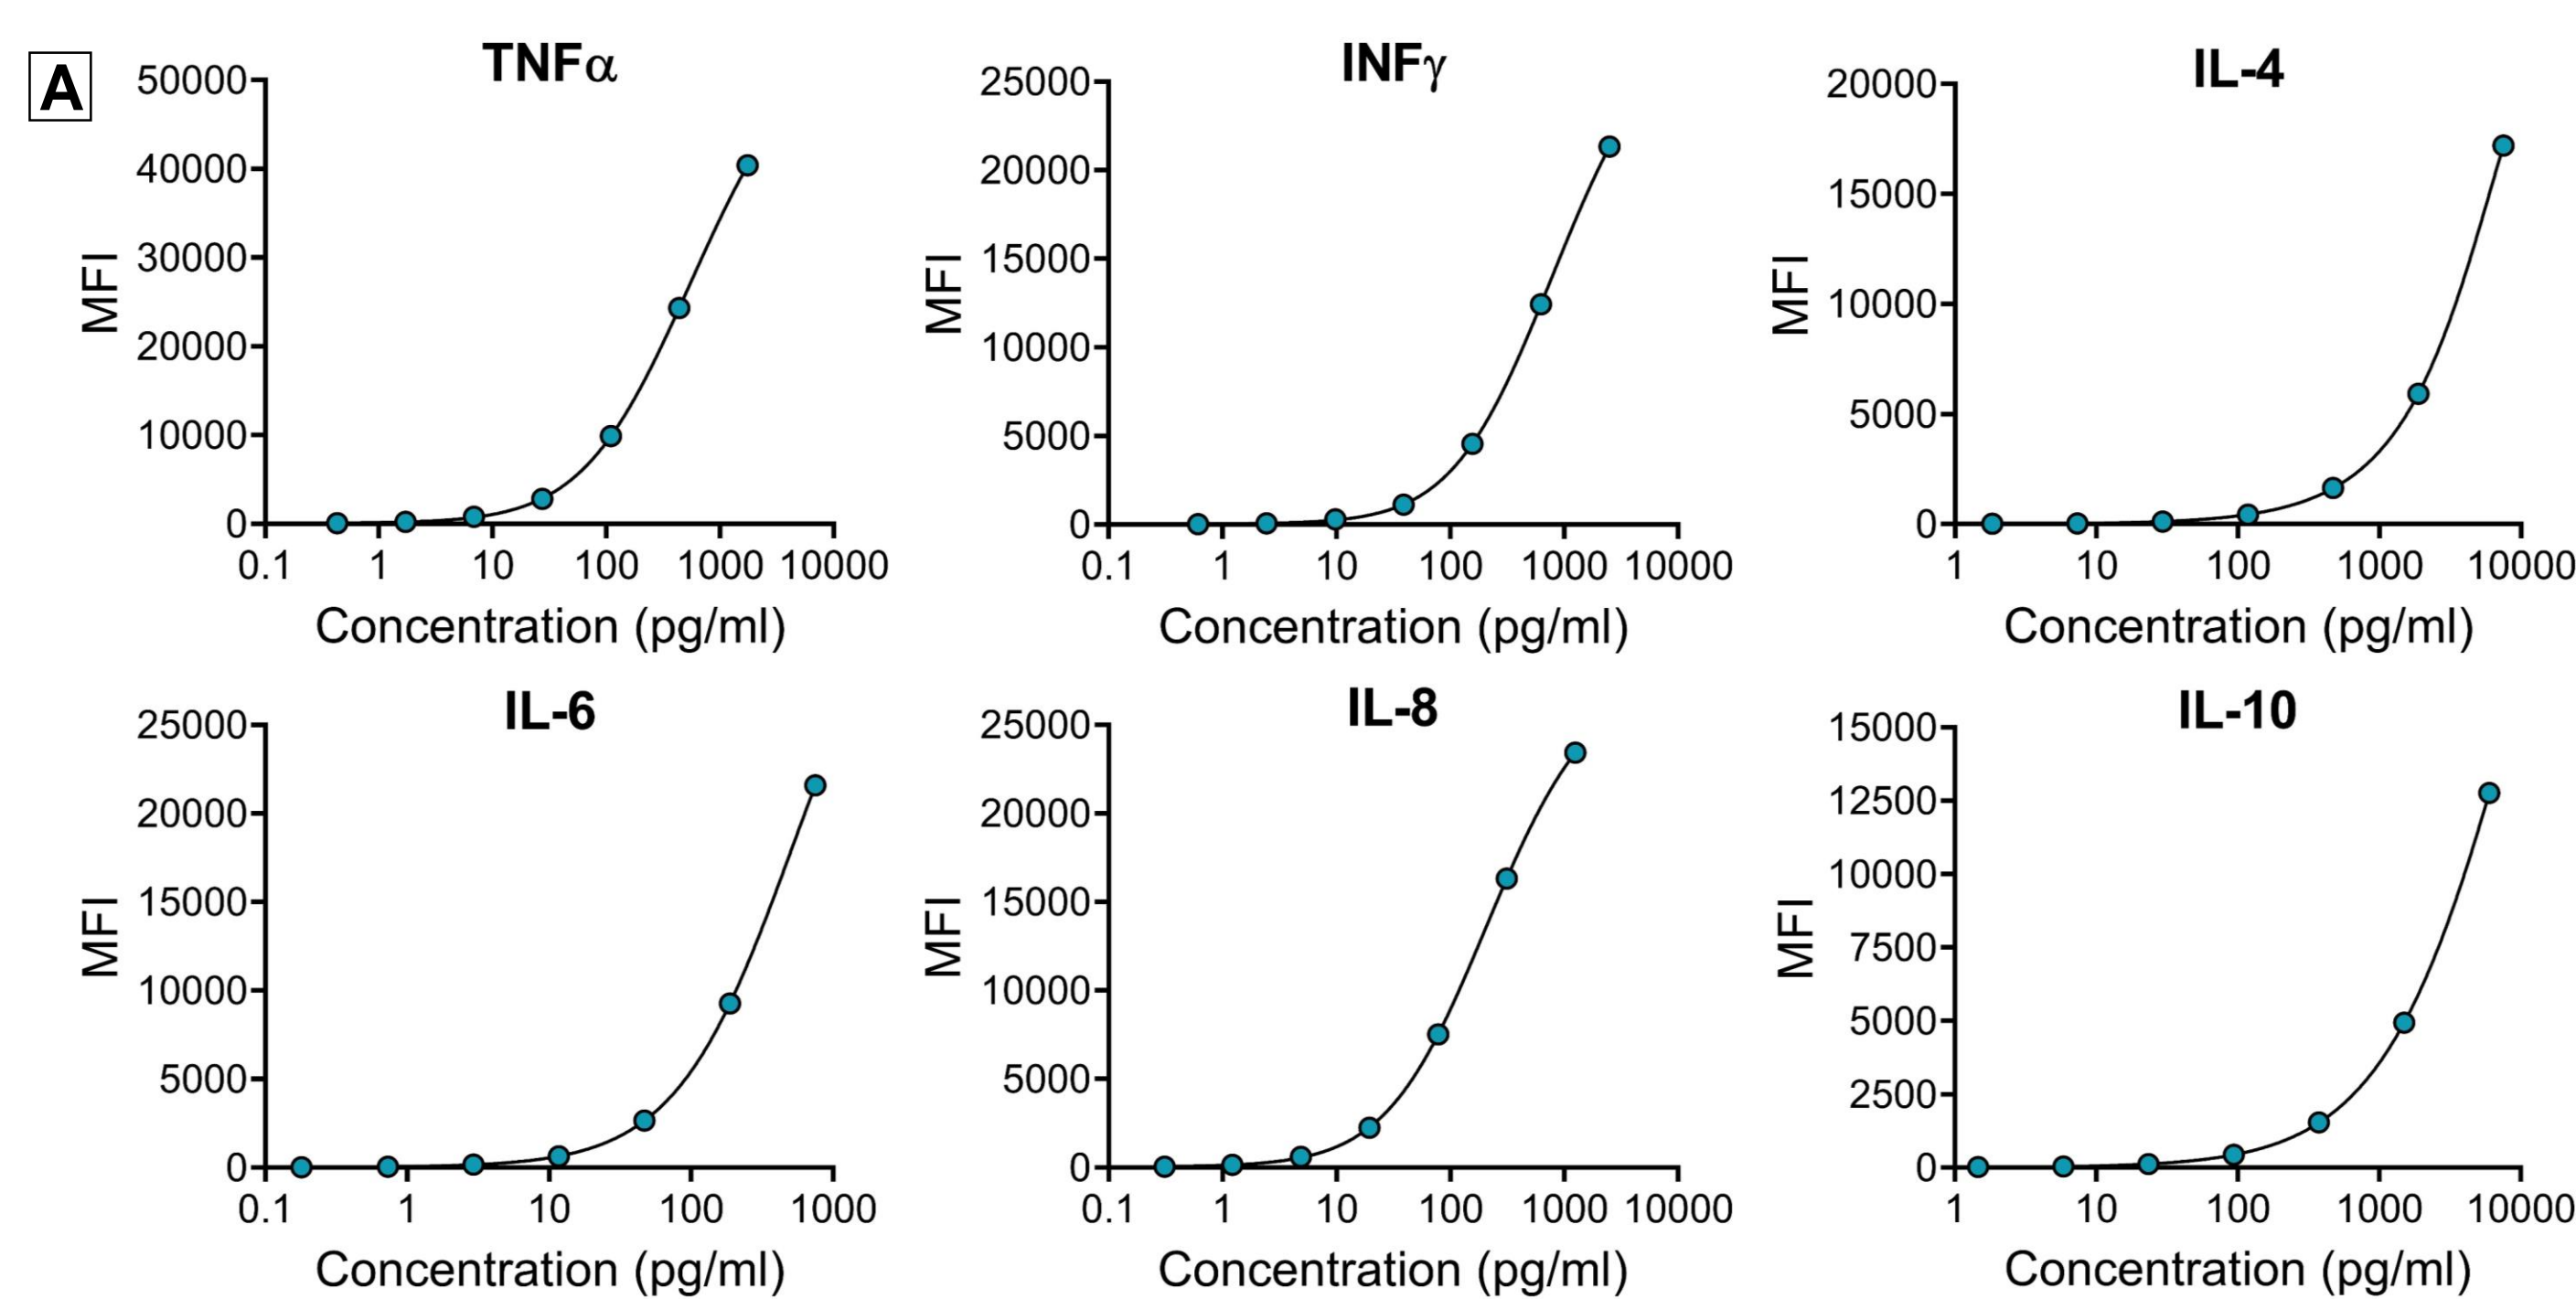 A
TNFα
50000
40000
30000
20000
10000
0
MFI
0.1 1 10 100 1000 10000
Concentration (pg/ml)
INFγ
25000
20000
15000
10000
5000
0
MFI
0.1 1 10 100 1000 10000
Concentration (pg/ml)
IL-4
20000
15000
10000
5000
0
MFI
1 10 100 1000 10000
Concentration (pg/ml)
IL-6
25000
20000
15000
10000
5000
0
MFI
0.1 1 10 100 1000
Concentration (pg/ml)
IL-8
25000
20000
15000
10000
5000
0
MFI
0.1 1 10 100 1000 10000
Concentration (pg/ml)
IL-10
15000
12500
10000
7500
5000
2500
0
MFI
1 10 100 1000 10000
Concentration (pg/ml)